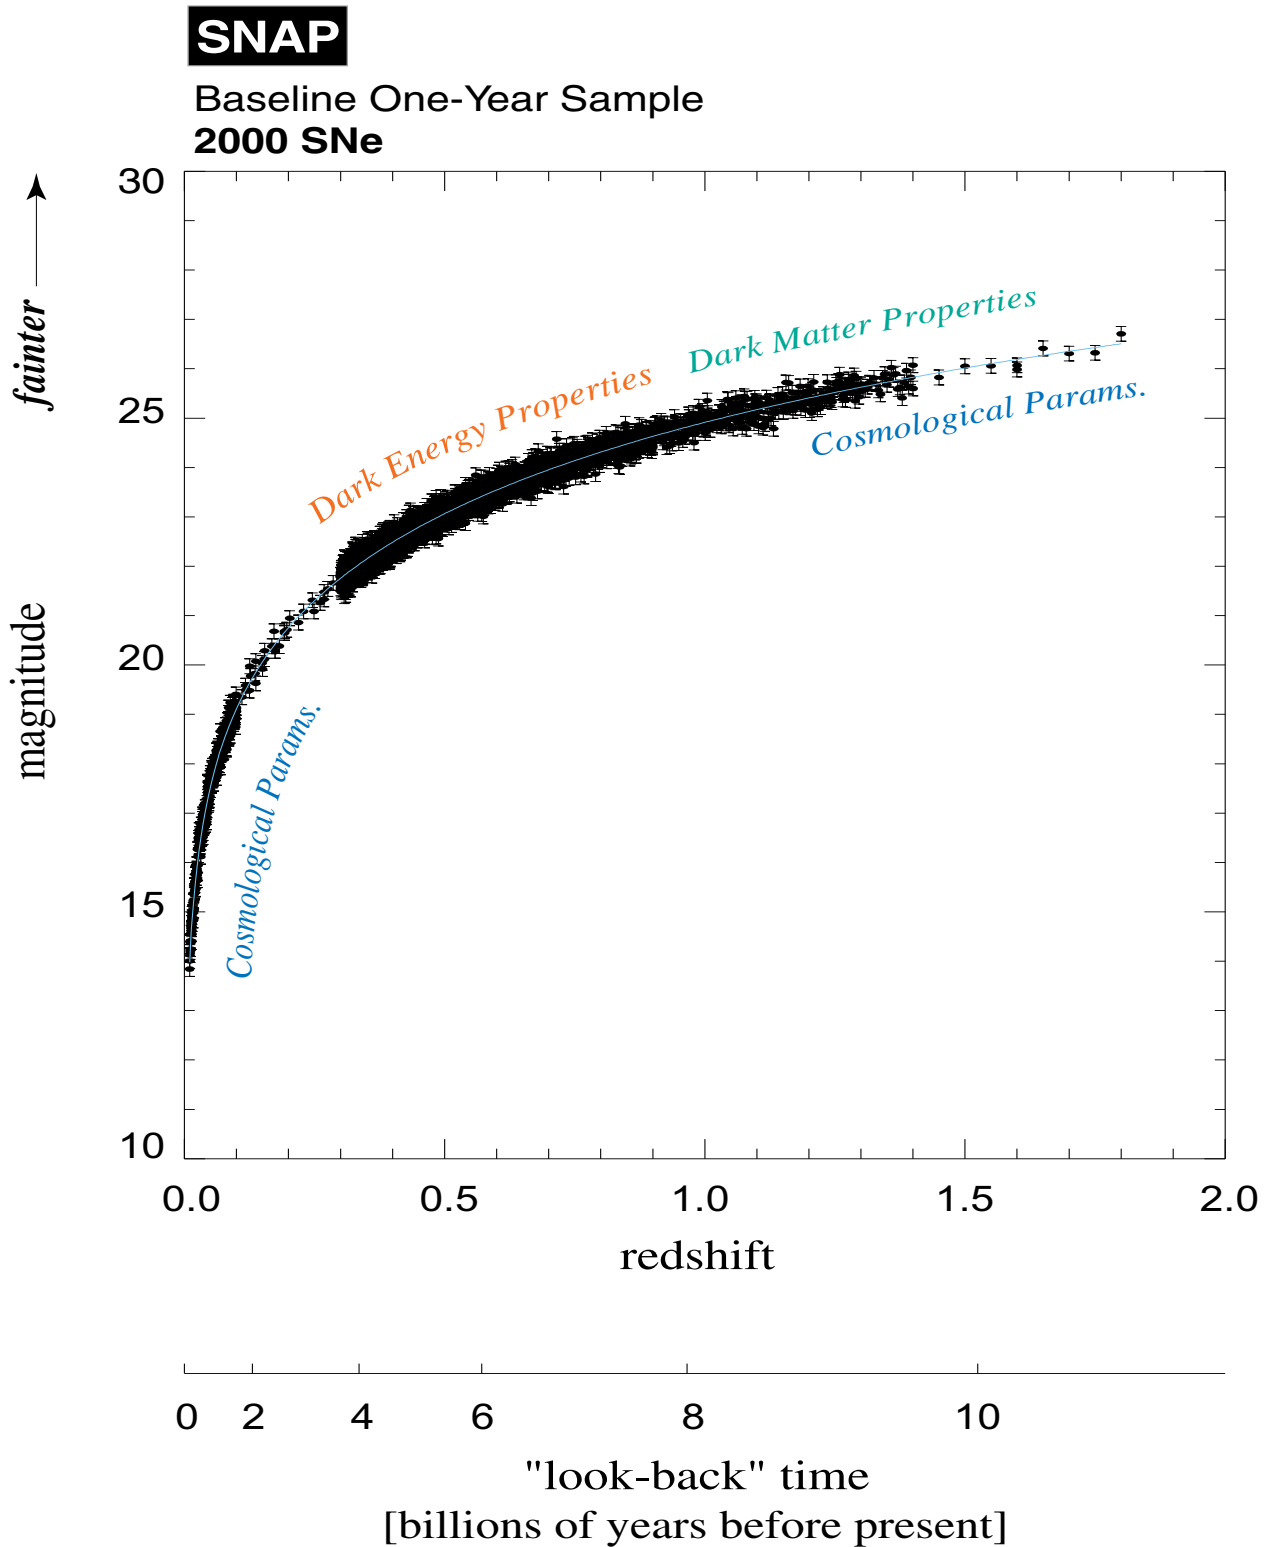 SNAP
Baseline One-Year Sample
2000 SNe
fainter
magnitude
30
25
20
15
10
Dark Energy Properties
Dark Matter Properties
Cosmological Params.
Cosmological Params.
0.0 0.5 1.0 1.5 2.0
redshift
0 2 4 6 8 10
"look-back" time
[billions of years before present]